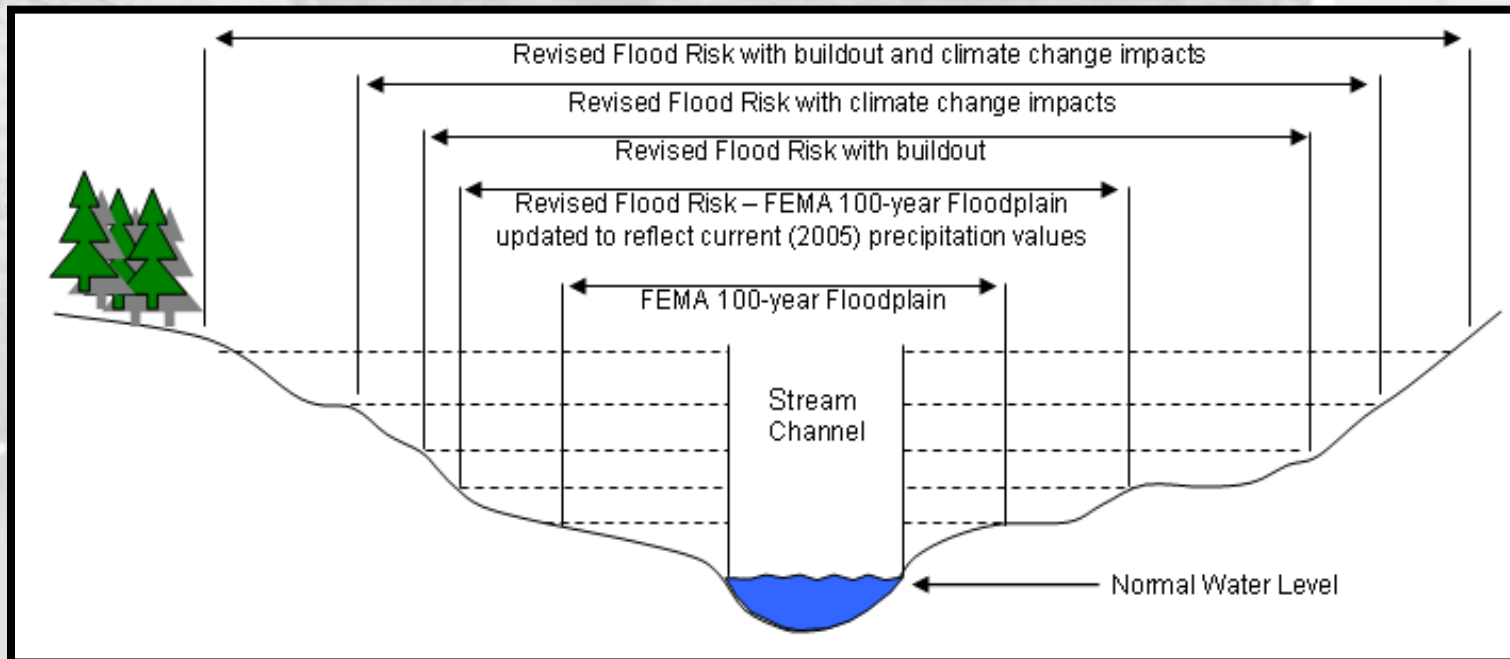 Revised Flood Risk with buildout and climate change impacts
Revised Flood Risk with climate change impacts
Revised Flood Risk with buildout
Revised Flood Risk – FEMA 100-year Floodplain
updated to reflect current (2005) precipitation values
FEMA 100-year Floodplain
Stream
Channel
Normal Water Level